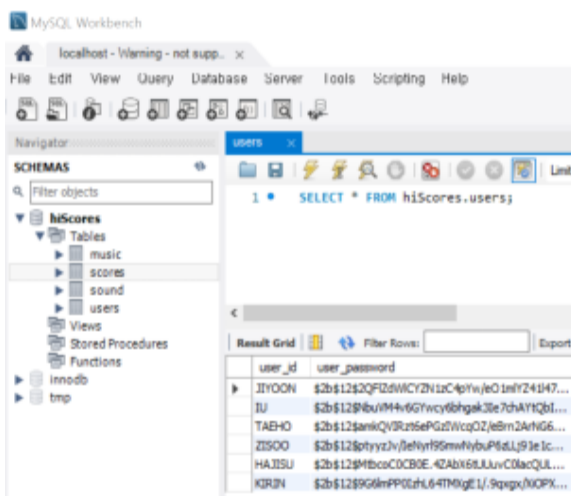 MySQL Workbench
localhost - Warning - not supp..
File Edit View Query Database Server Tools Scripting Help
Navigator
users
SCHEMAS
Limit
Filter objects
1 SELECT * FROM hiScores.users;
hiScores
Tables
music
scores
sound
users
Views
Stored Procedures
Functions
innodb
tmp
Result Grid Filter Rows: Export
user_id user_password
JIYOON
IU
TAEHO
ZISOO
HAJISU
KIRIN